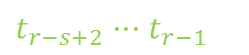 t_{r-s+2} ⋯ t_{r-1}